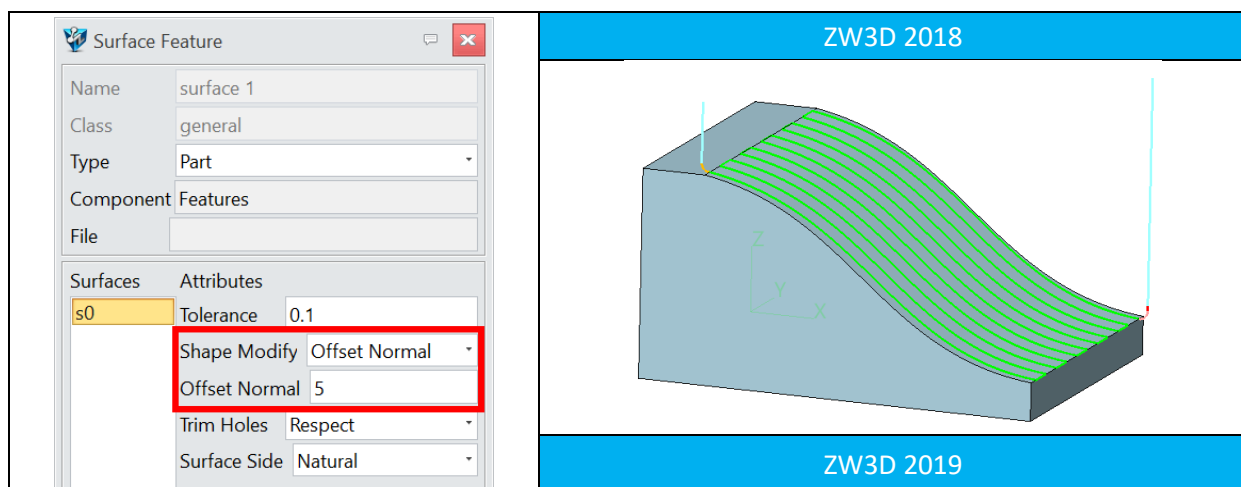 Surface Feature
Name surface 1
Class general
Type Part
Component Features
File
Surfaces Attributes
s0 Tolerance 0.1
Shape Modify Offset Normal
Offset Normal 5
Trim Holes Respect
Surface Side Natural
ZW3D 2018
Z
Y
X
ZW3D 2019